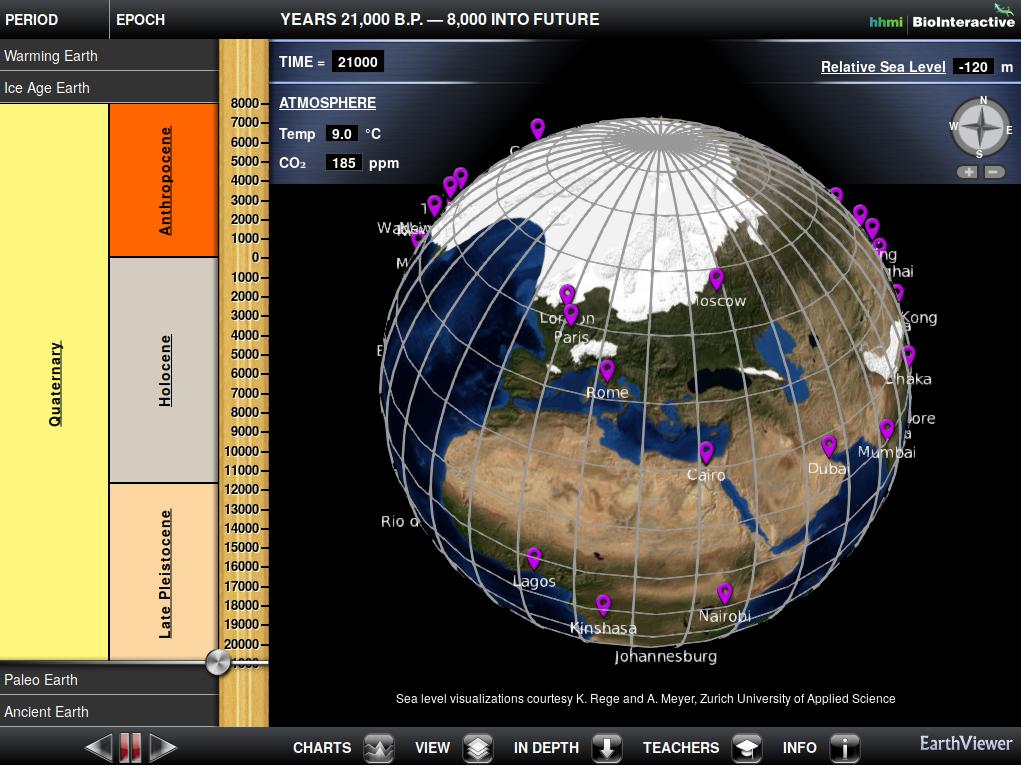 PERIOD
EPOCH
YEARS 21,000 B.P. — 8,000 INTO FUTURE
hhmi BioInteractive
Warming Earth
Ice Age Earth
TIME = 21000
Relative Sea Level -120 m
ATMOSPHERE
Temp 9.0 °C
CO₂ 185 ppm
N
W
E
S
Quaternary
Anthropocene
Holocene
Late Pleistocene
8000
7000
6000
5000
4000
3000
2000
1000
0
1000
2000
3000
4000
5000
6000
7000
8000
9000
10000
11000
12000
13000
14000
15000
16000
17000
18000
19000
20000
Moscow
London
Paris
Rome
Kong
Dhaka
Cairo
Dubai
Mumbai
Rio d
Lagos
Nairobi
Kinshasa
Johannesburg
Sea level visualizations courtesy K. Rege and A. Meyer, Zurich University of Applied Science
Paleo Earth
Ancient Earth
CHARTS
VIEW
IN DEPTH
TEACHERS
INFO
EarthViewer